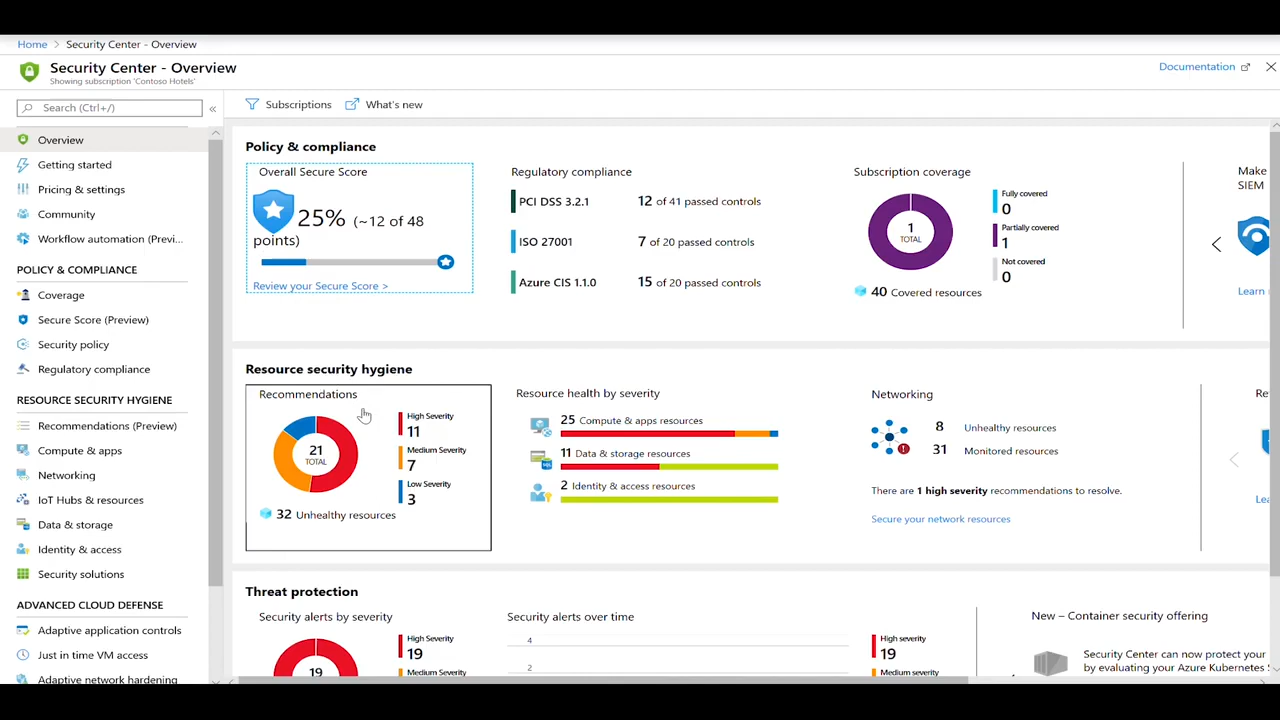 Home > Security Center - Overview
Security Center - Overview
Showing subscription 'Contoso Hotels'
Documentation
Search (Ctrl+/)
«
Subscriptions
What's new
Overview
Getting started
Pricing & settings
Community
Workflow automation (Previ...
POLICY & COMPLIANCE
Coverage
Secure Score (Preview)
Security policy
Regulatory compliance
RESOURCE SECURITY HYGIENE
Recommendations (Preview)
Compute & apps
Networking
IoT Hubs & resources
Data & storage
Identity & access
Security solutions
ADVANCED CLOUD DEFENSE
Adaptive application controls
Just in time VM access
Adaptive network hardening
Policy & compliance
Overall Secure Score
25% (~12 of 48
points)
Review your Secure Score >
Regulatory compliance
PCI DSS 3.2.1 12 of 41 passed controls
ISO 27001 7 of 20 passed controls
Azure CIS 1.1.0 15 of 20 passed controls
Subscription coverage
1
TOTAL
Fully covered
0
Partially covered
1
Not covered
0
40 Covered resources
Make
SIEM
Learn
Resource security hygiene
Recommendations
21
TOTAL
High Severity
11
Medium Severity
7
Low Severity
3
32 Unhealthy resources
Resource health by severity
25 Compute & apps resources
11 Data & storage resources
2 Identity & access resources
Networking
8 Unhealthy resources
31 Monitored resources
There are 1 high severity recommendations to resolve.
Secure your network resources
Re
Lea
Threat protection
Security alerts by severity
19
High Severity
19
Medium Severity
Security alerts over time
4
2
High severity
19
Medium severity
New – Container security offering
Security Center can now protect your
by evaluating your Azure Kubernetes S